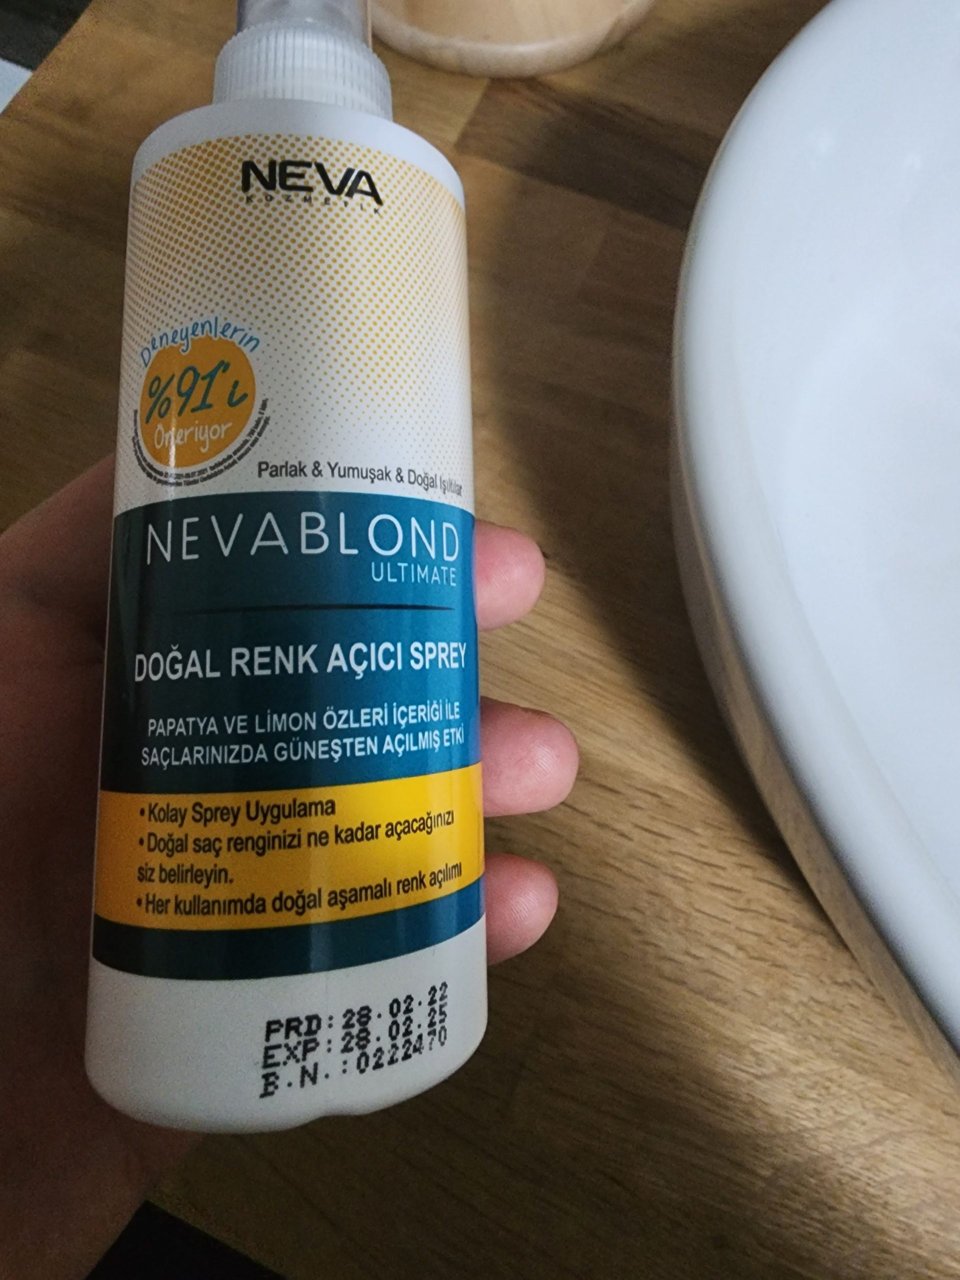 NEVA
KOZMETİK
Deneyenlerin
%91'i
Öneriyor
Parlak & Yumuşak & Doğal Işıltılar
NEVABLOND
ULTIMATE
DOĞAL RENK AÇICI SPREY
PAPATYA VE LİMON ÖZLERİ İÇERİĞİ İLE
SAÇLARINIZDA GÜNEŞTEN AÇILMIŞ ETKİ
•Kolay Sprey Uygulama
•Doğal saç renginizi ne kadar açacağınızı
siz belirleyin.
•Her kullanımda doğal aşamalı renk açılımı
PRD:28.02.22
EXP:28.02.25
B.N.:0222470